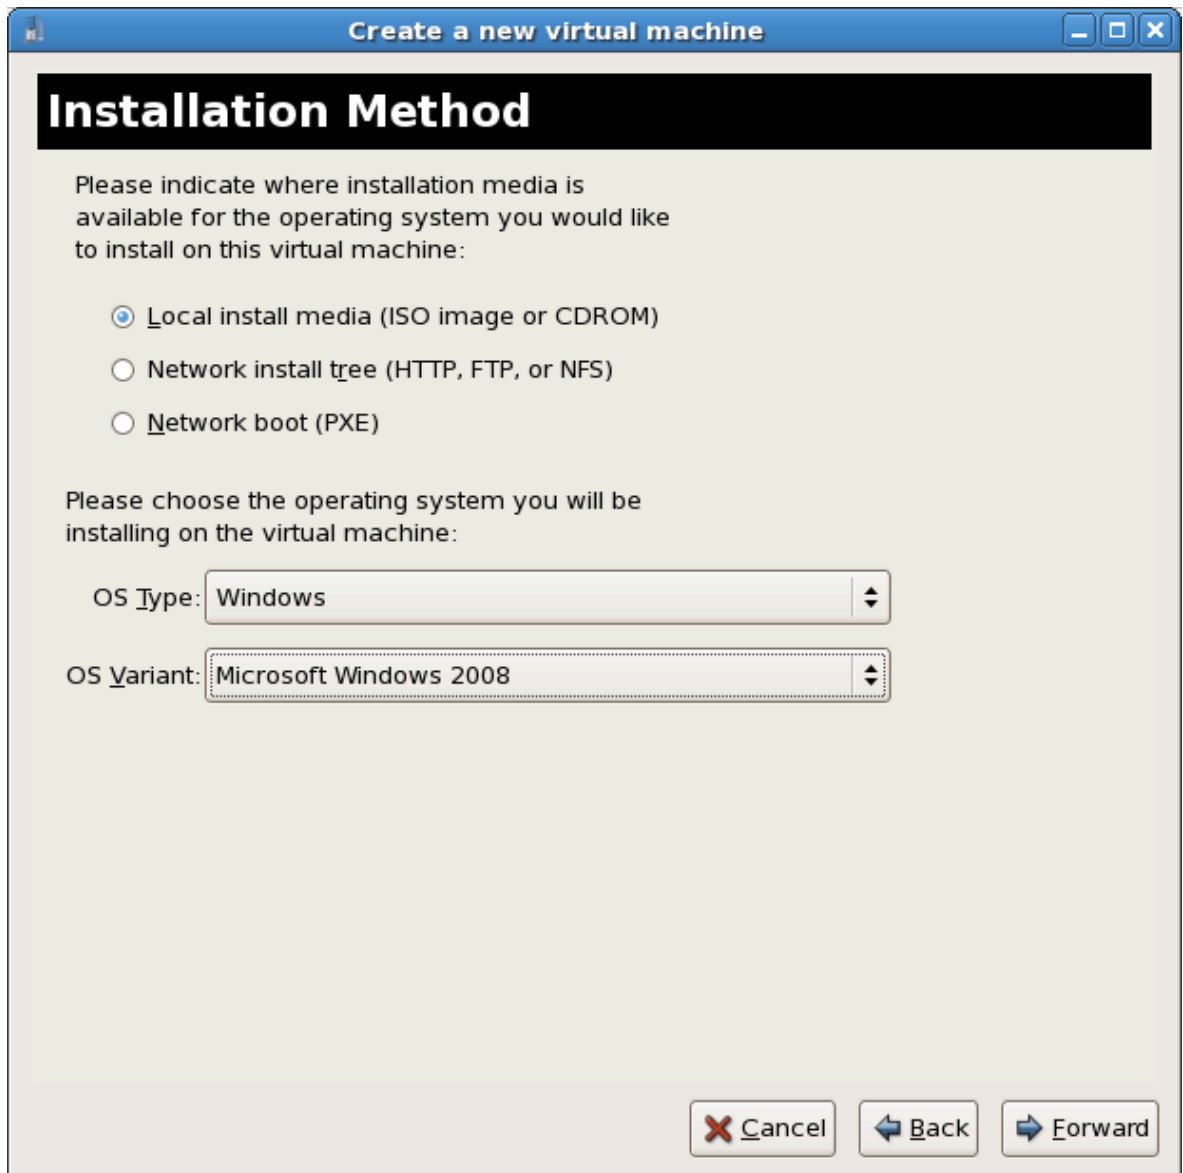 Create a new virtual machine
Installation Method
Please indicate where installation media is
available for the operating system you would like
to install on this virtual machine:
Local install media (ISO image or CDROM)
Network install tree (HTTP, FTP, or NFS)
Network boot (PXE)
Please choose the operating system you will be
installing on the virtual machine:
OS Type: Windows
OS Variant: Microsoft Windows 2008
Cancel Back Forward